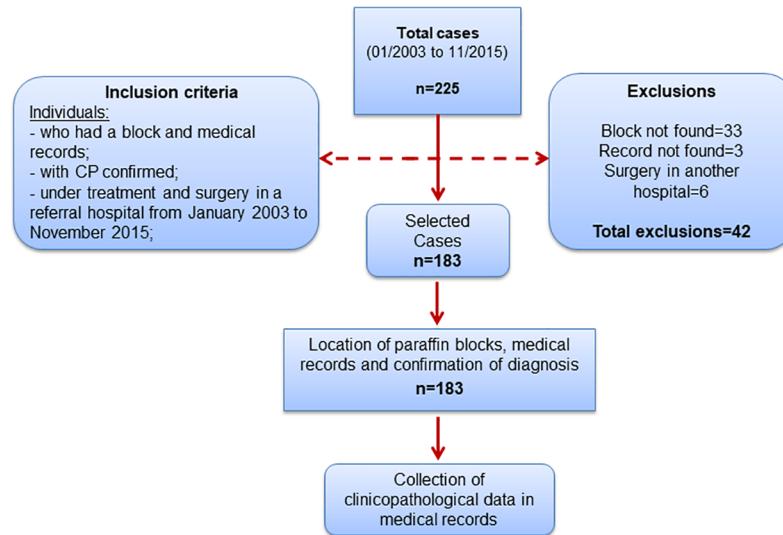 Total cases
(01/2003 to 11/2015)
n=225
Inclusion criteria
Individuals:
- who had a block and medical
records;
- with CP confirmed;
- under treatment and surgery in a
referral hospital from January 2003 to
November 2015;
Exclusions
Block not found=33
Record not found=3
Surgery in another
hospital=6
Total exclusions=42
Selected
Cases
n=183
Location of paraffin blocks, medical
records and confirmation of diagnosis
n=183
Collection of
clinicopathological data in
medical records